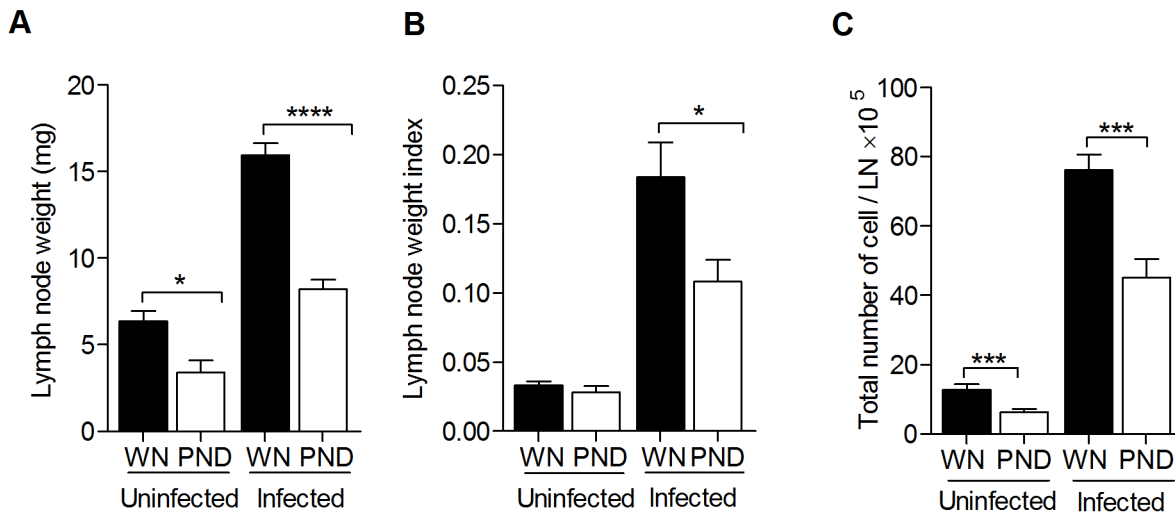 A
Lymph node weight (mg)
20
15
10
5
0
*
****
WN PND WN PND
Uninfected Infected
B
Lymph node weight index
0.25
0.20
0.15
0.10
0.05
0.00
*
WN PND WN PND
Uninfected Infected
C
Total number of cell / LN ×10 5
100
80
60
40
20
0
***
***
WN PND WN PND
Uninfected Infected